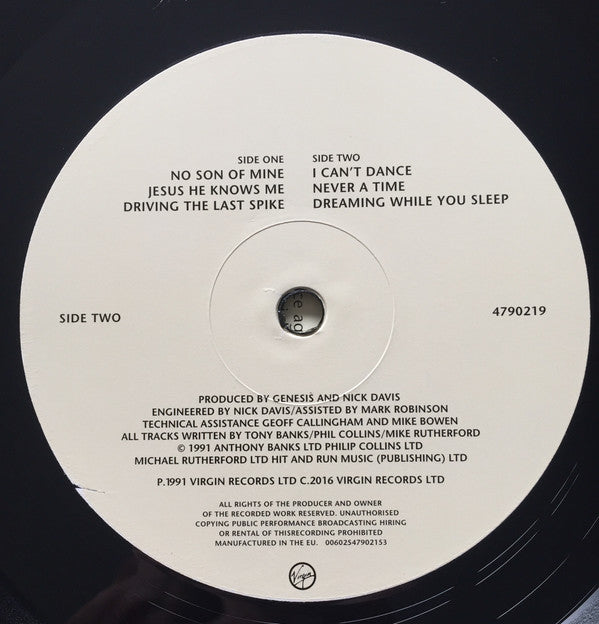 SIDE ONE
NO SON OF MINE
JESUS HE KNOWS ME
DRIVING THE LAST SPIKE
SIDE TWO
I CAN'T DANCE
NEVER A TIME
DREAMING WHILE YOU SLEEP
SIDE TWO
4790219
PRODUCED BY GENESIS AND NICK DAVIS
ENGINEERED BY NICK DAVIS/ASSISTED BY MARK ROBINSON
TECHNICAL ASSISTANCE GEOFF CALLINGHAM AND MIKE BOWEN
ALL TRACKS WRITTEN BY TONY BANKS/PHIL COLLINS/MIKE RUTHERFORD
© 1991 ANTHONY BANKS LTD PHILIP COLLINS LTD
MICHAEL RUTHERFORD LTD HIT AND RUN MUSIC (PUBLISHING) LTD
P.1991 VIRGIN RECORDS LTD C.2016 VIRGIN RECORDS LTD
ALL RIGHTS OF THE PRODUCER AND OWNER
OF THE RECORDED WORK RESERVED. UNAUTHORISED
COPYING PUBLIC PERFORMANCE BROADCASTING HIRING
OR RENTAL OF THISRECORDING PROHIBITED
MANUFACTURED IN THE EU. 00602547902153
Virgin